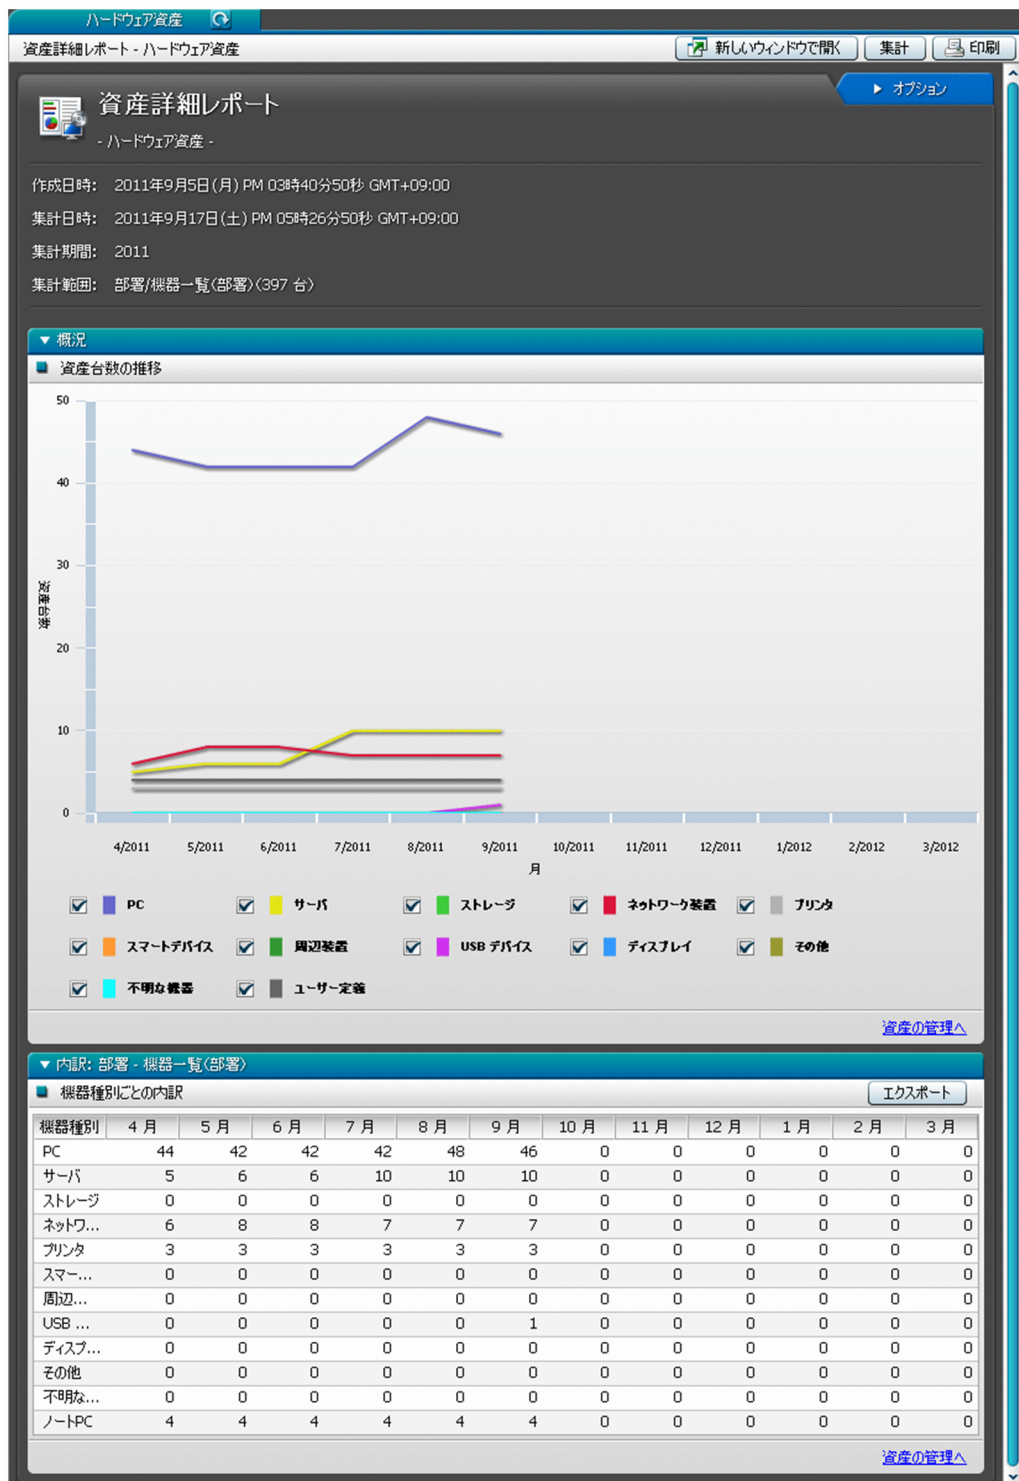 ハードウェア資産
資産詳細レポート - ハードウェア資産
新しいウィンドウで開く 集計 印刷
オプション
資産詳細レポート
- ハードウェア資産 -
作成日時: 2011年9月5日(月) PM 03時40分50秒 GMT+09:00
集計日時: 2011年9月17日(土) PM 05時26分50秒 GMT+09:00
集計期間: 2011
集計範囲: 部署/機器一覧(部署)(397 台)
概況
資産台数の推移
50
40
30
資産台数
20
10
0
4/2011 5/2011 6/2011 7/2011 8/2011 9/2011 10/2011 11/2011 12/2011 1/2012 2/2012 3/2012
月
PC サーバ ストレージ ネットワーク装置 プリンタ
スマートデバイス 周辺装置 USB デバイス ディスプレイ その他
不明な機器 ユーザー定義
資産の管理へ
内訳: 部署 - 機器一覧(部署)
機器種別ごとの内訳 エクスポート
機器種別 4 月 5 月 6 月 7 月 8 月 9 月 10 月 11 月 12 月 1 月 2 月 3 月
PC 44 42 42 42 48 46 0 0 0 0 0 0
サーバ 5 6 6 10 10 10 0 0 0 0 0 0
ストレージ 0 0 0 0 0 0 0 0 0 0 0 0
ネットワ... 6 8 8 7 7 7 0 0 0 0 0 0
プリンタ 3 3 3 3 3 3 0 0 0 0 0 0
スマー... 0 0 0 0 0 0 0 0 0 0 0 0
周辺... 0 0 0 0 0 0 0 0 0 0 0 0
USB ... 0 0 0 0 0 1 0 0 0 0 0 0
ディスプ... 0 0 0 0 0 0 0 0 0 0 0 0
その他 0 0 0 0 0 0 0 0 0 0 0 0
不明な... 0 0 0 0 0 0 0 0 0 0 0 0
ノートPC 4 4 4 4 4 4 0 0 0 0 0 0
資産の管理へ